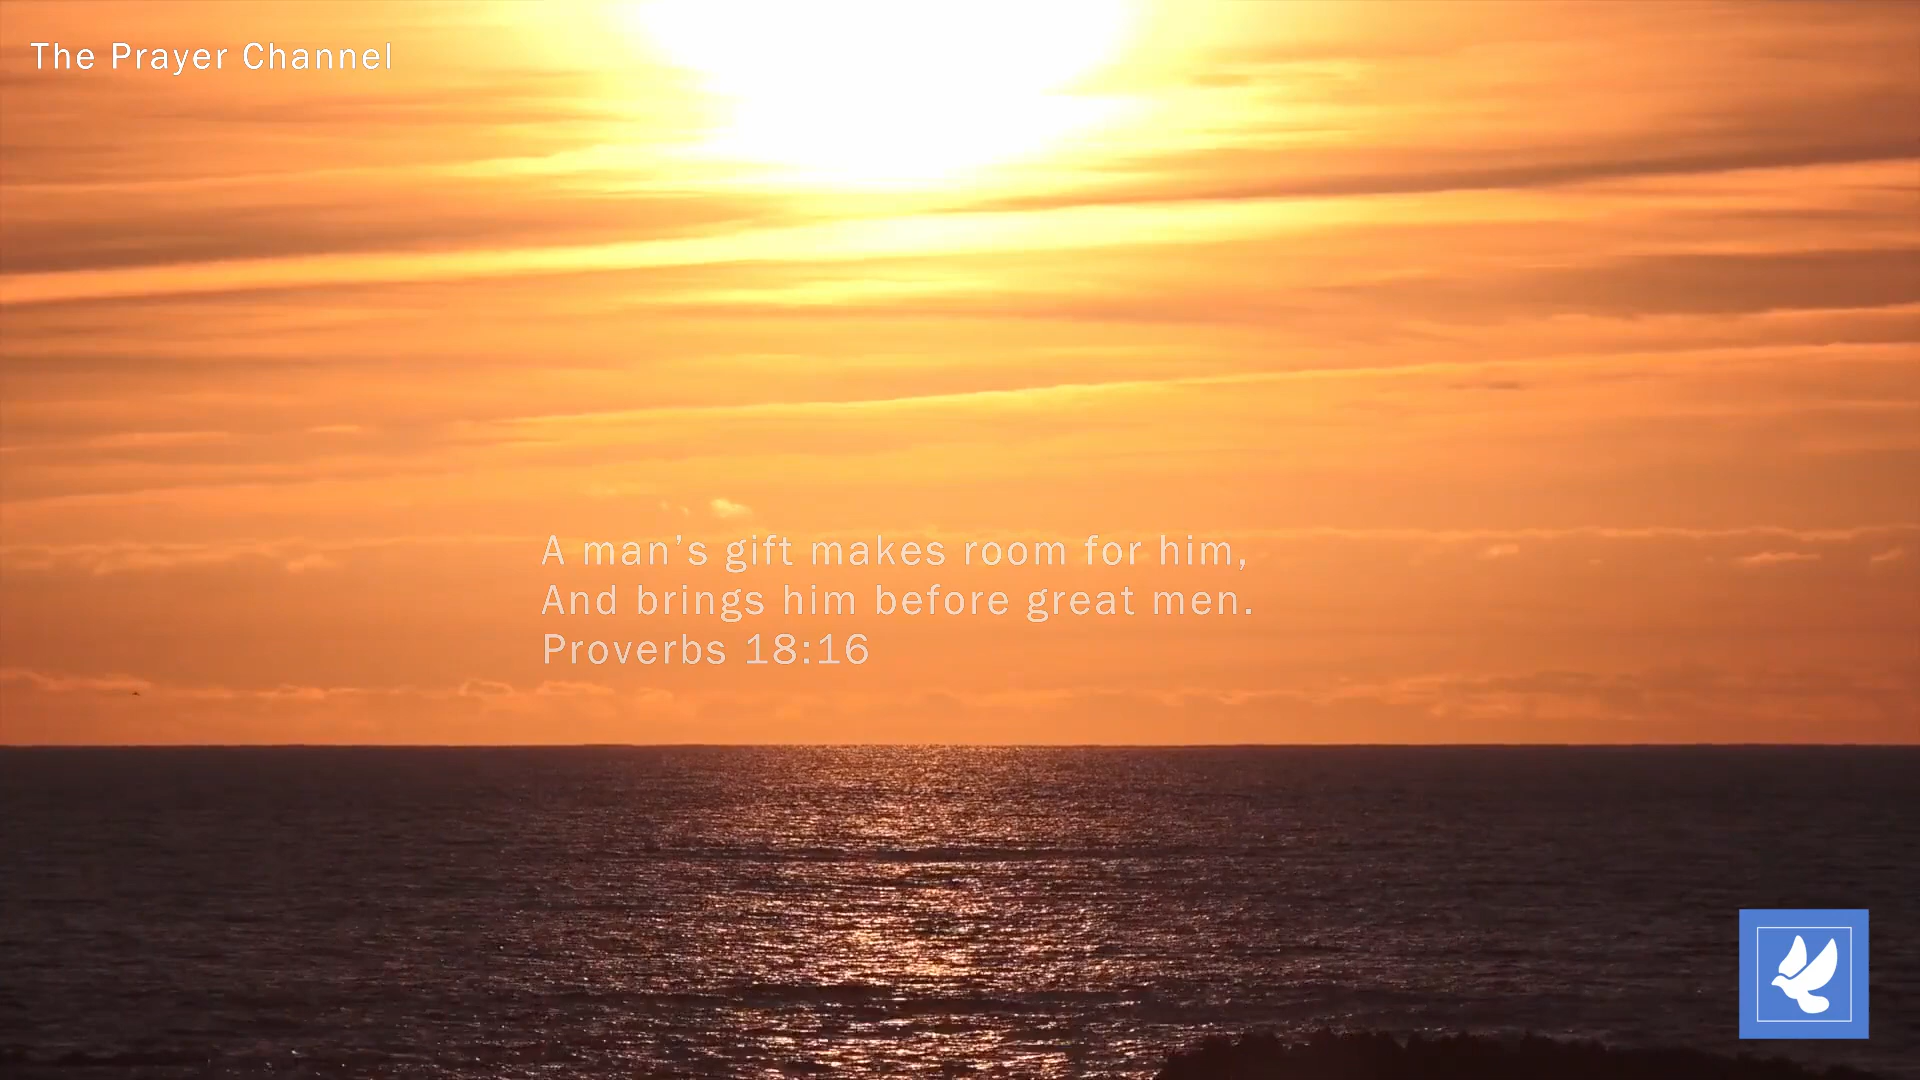 The Prayer Channel
A man’s gift makes room for him,
And brings him before great men.
Proverbs 18:16